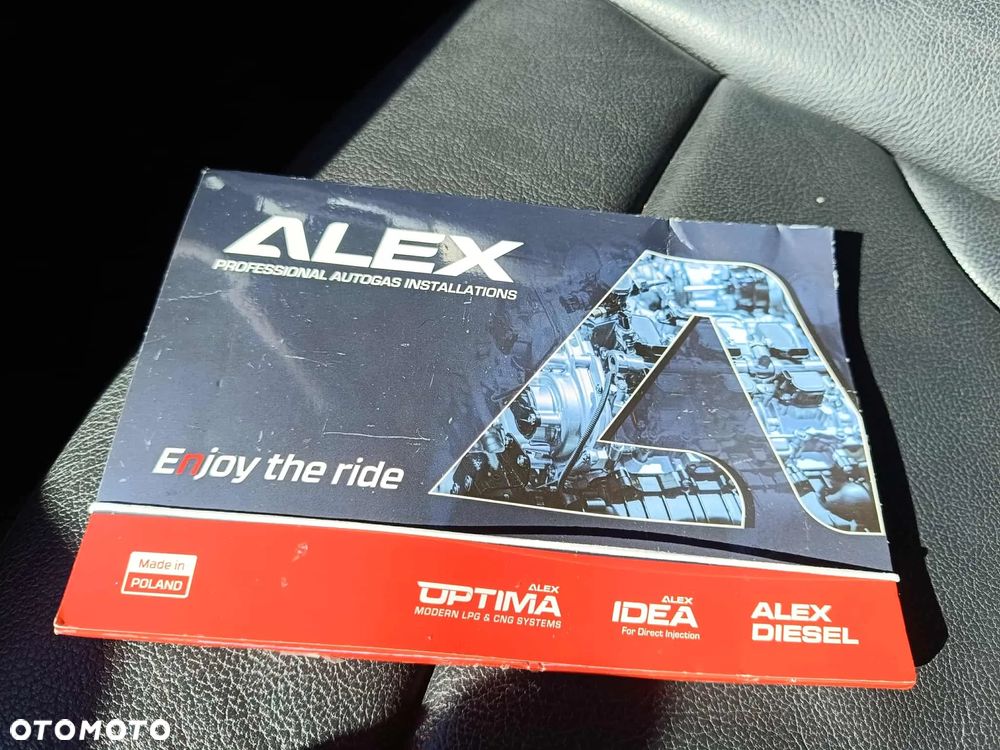 ALEX
PROFESSIONAL AUTOGAS INSTALLATIONS
Enjoy the ride
Made in
POLAND
ALEX
OPTIMA
MODERN LPG & CNG SYSTEMS
ALEX
IDEA
For Direct Injection
ALEX
DIESEL
OTOMOTO